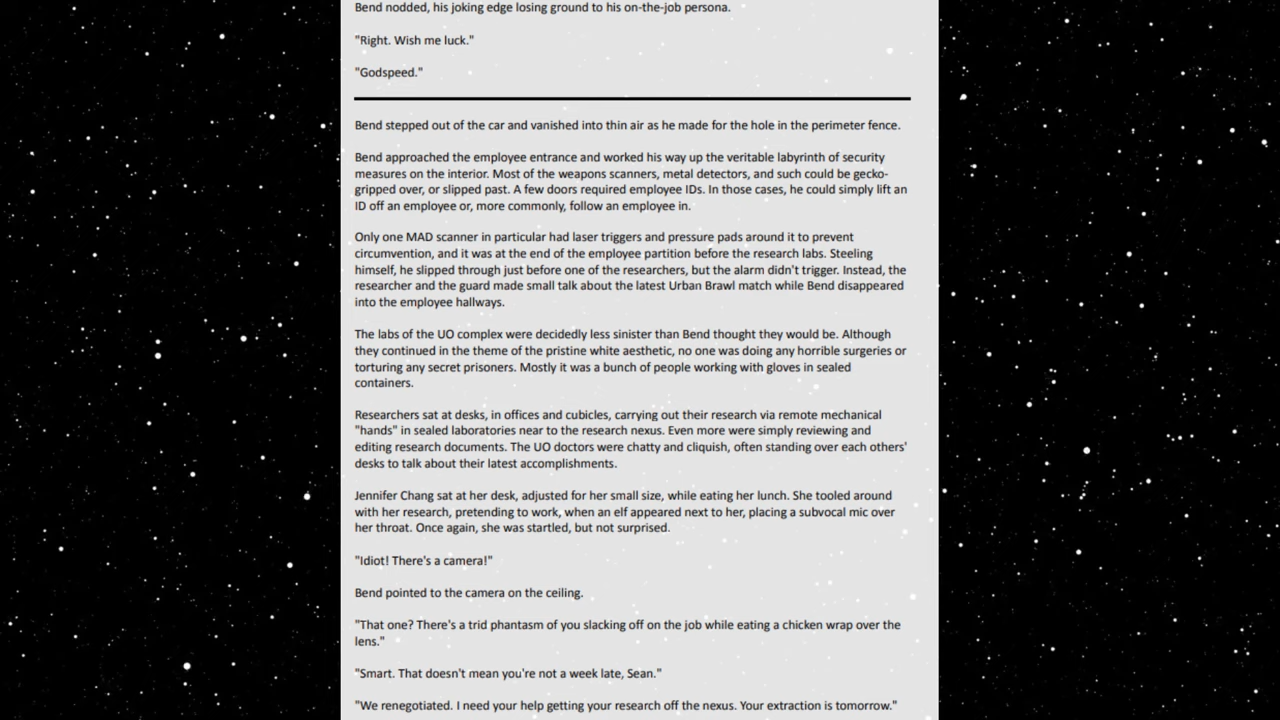 Bend nodded, his joking edge losing ground to his on-the-job persona.
"Right. Wish me luck."
"Godspeed."
Bend stepped out of the car and vanished into thin air as he made for the hole in the perimeter fence.
Bend approached the employee entrance and worked his way up the veritable labyrinth of security
measures on the interior. Most of the weapons scanners, metal detectors, and such could be gecko-
gripped over, or slipped past. A few doors required employee IDs. In those cases, he could simply lift an
ID off an employee or, more commonly, follow an employee in.
Only one MAD scanner in particular had laser triggers and pressure pads around it to prevent
circumvention, and it was at the end of the employee partition before the research labs. Steeling
himself, he slipped through just before one of the researchers, but the alarm didn't trigger. Instead, the
researcher and the guard made small talk about the latest Urban Brawl match while Bend disappeared
into the employee hallways.
The labs of the UO complex were decidedly less sinister than Bend thought they would be. Although
they continued in the theme of the pristine white aesthetic, no one was doing any horrible surgeries or
torturing any secret prisoners. Mostly it was a bunch of people working with gloves in sealed
containers.
Researchers sat at desks, in offices and cubicles, carrying out their research via remote mechanical
"hands" in sealed laboratories near to the research nexus. Even more were simply reviewing and
editing research documents. The UO doctors were chatty and cliquish, often standing over each others'
desks to talk about their latest accomplishments.
Jennifer Chang sat at her desk, adjusted for her small size, while eating her lunch. She tooled around
with her research, pretending to work, when an elf appeared next to her, placing a subvocal mic over
her throat. Once again, she was startled, but not surprised.
"Idiot! There's a camera!"
Bend pointed to the camera on the ceiling.
"That one? There's a trid phantasm of you slacking off on the job while eating a chicken wrap over the
lens."
"Smart. That doesn't mean you're not a week late, Sean."
"We renegotiated. I need your help getting your research off the nexus. Your extraction is tomorrow."